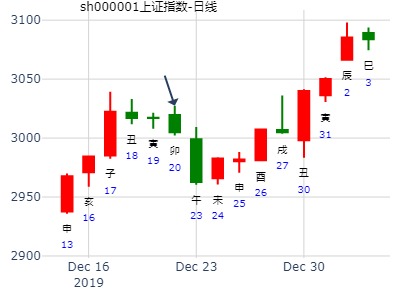 sh000001上证指数-日线
3100
3050
3000
2950
2900
申
13
亥
16
子
17
丑
18
寅
19
卯
20
午
23
未
24
申
25
酉
26
戌
27
丑
30
寅
31
辰
2
巳
3
Dec 16
2019
Dec 23
Dec 30